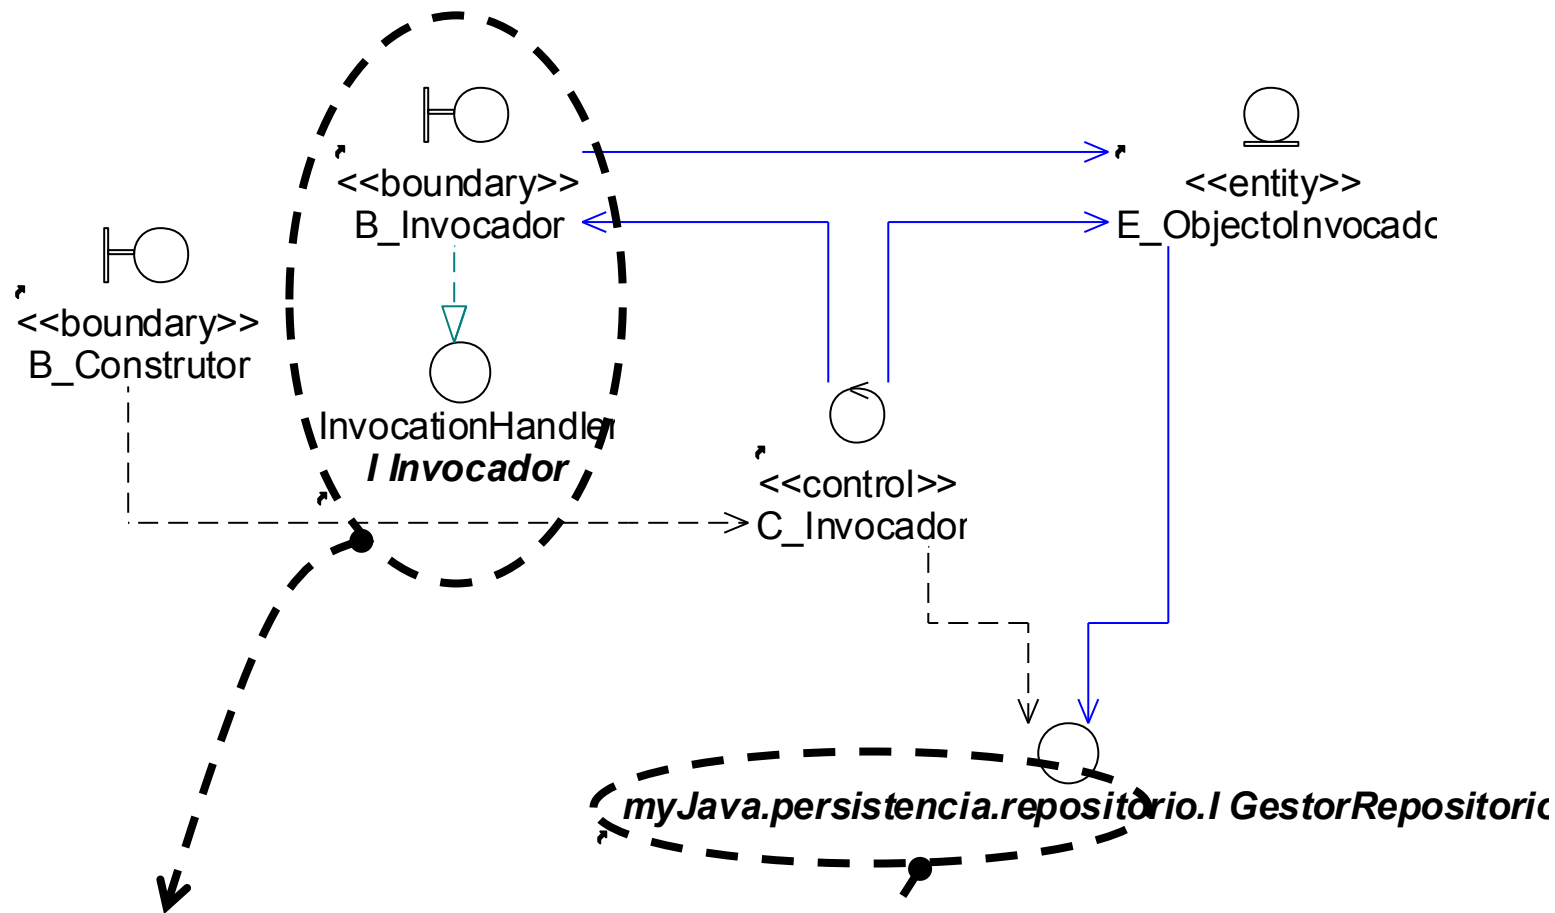 <<boundary>>
B_Invocador
<<entity>>
E_ObjectoInvocado
<<boundary>>
B_Construtor
InvocationHandler
I Invocador
<<control>>
C_Invocador
myJava.persistencia.repositorio.I GestorRepositorio